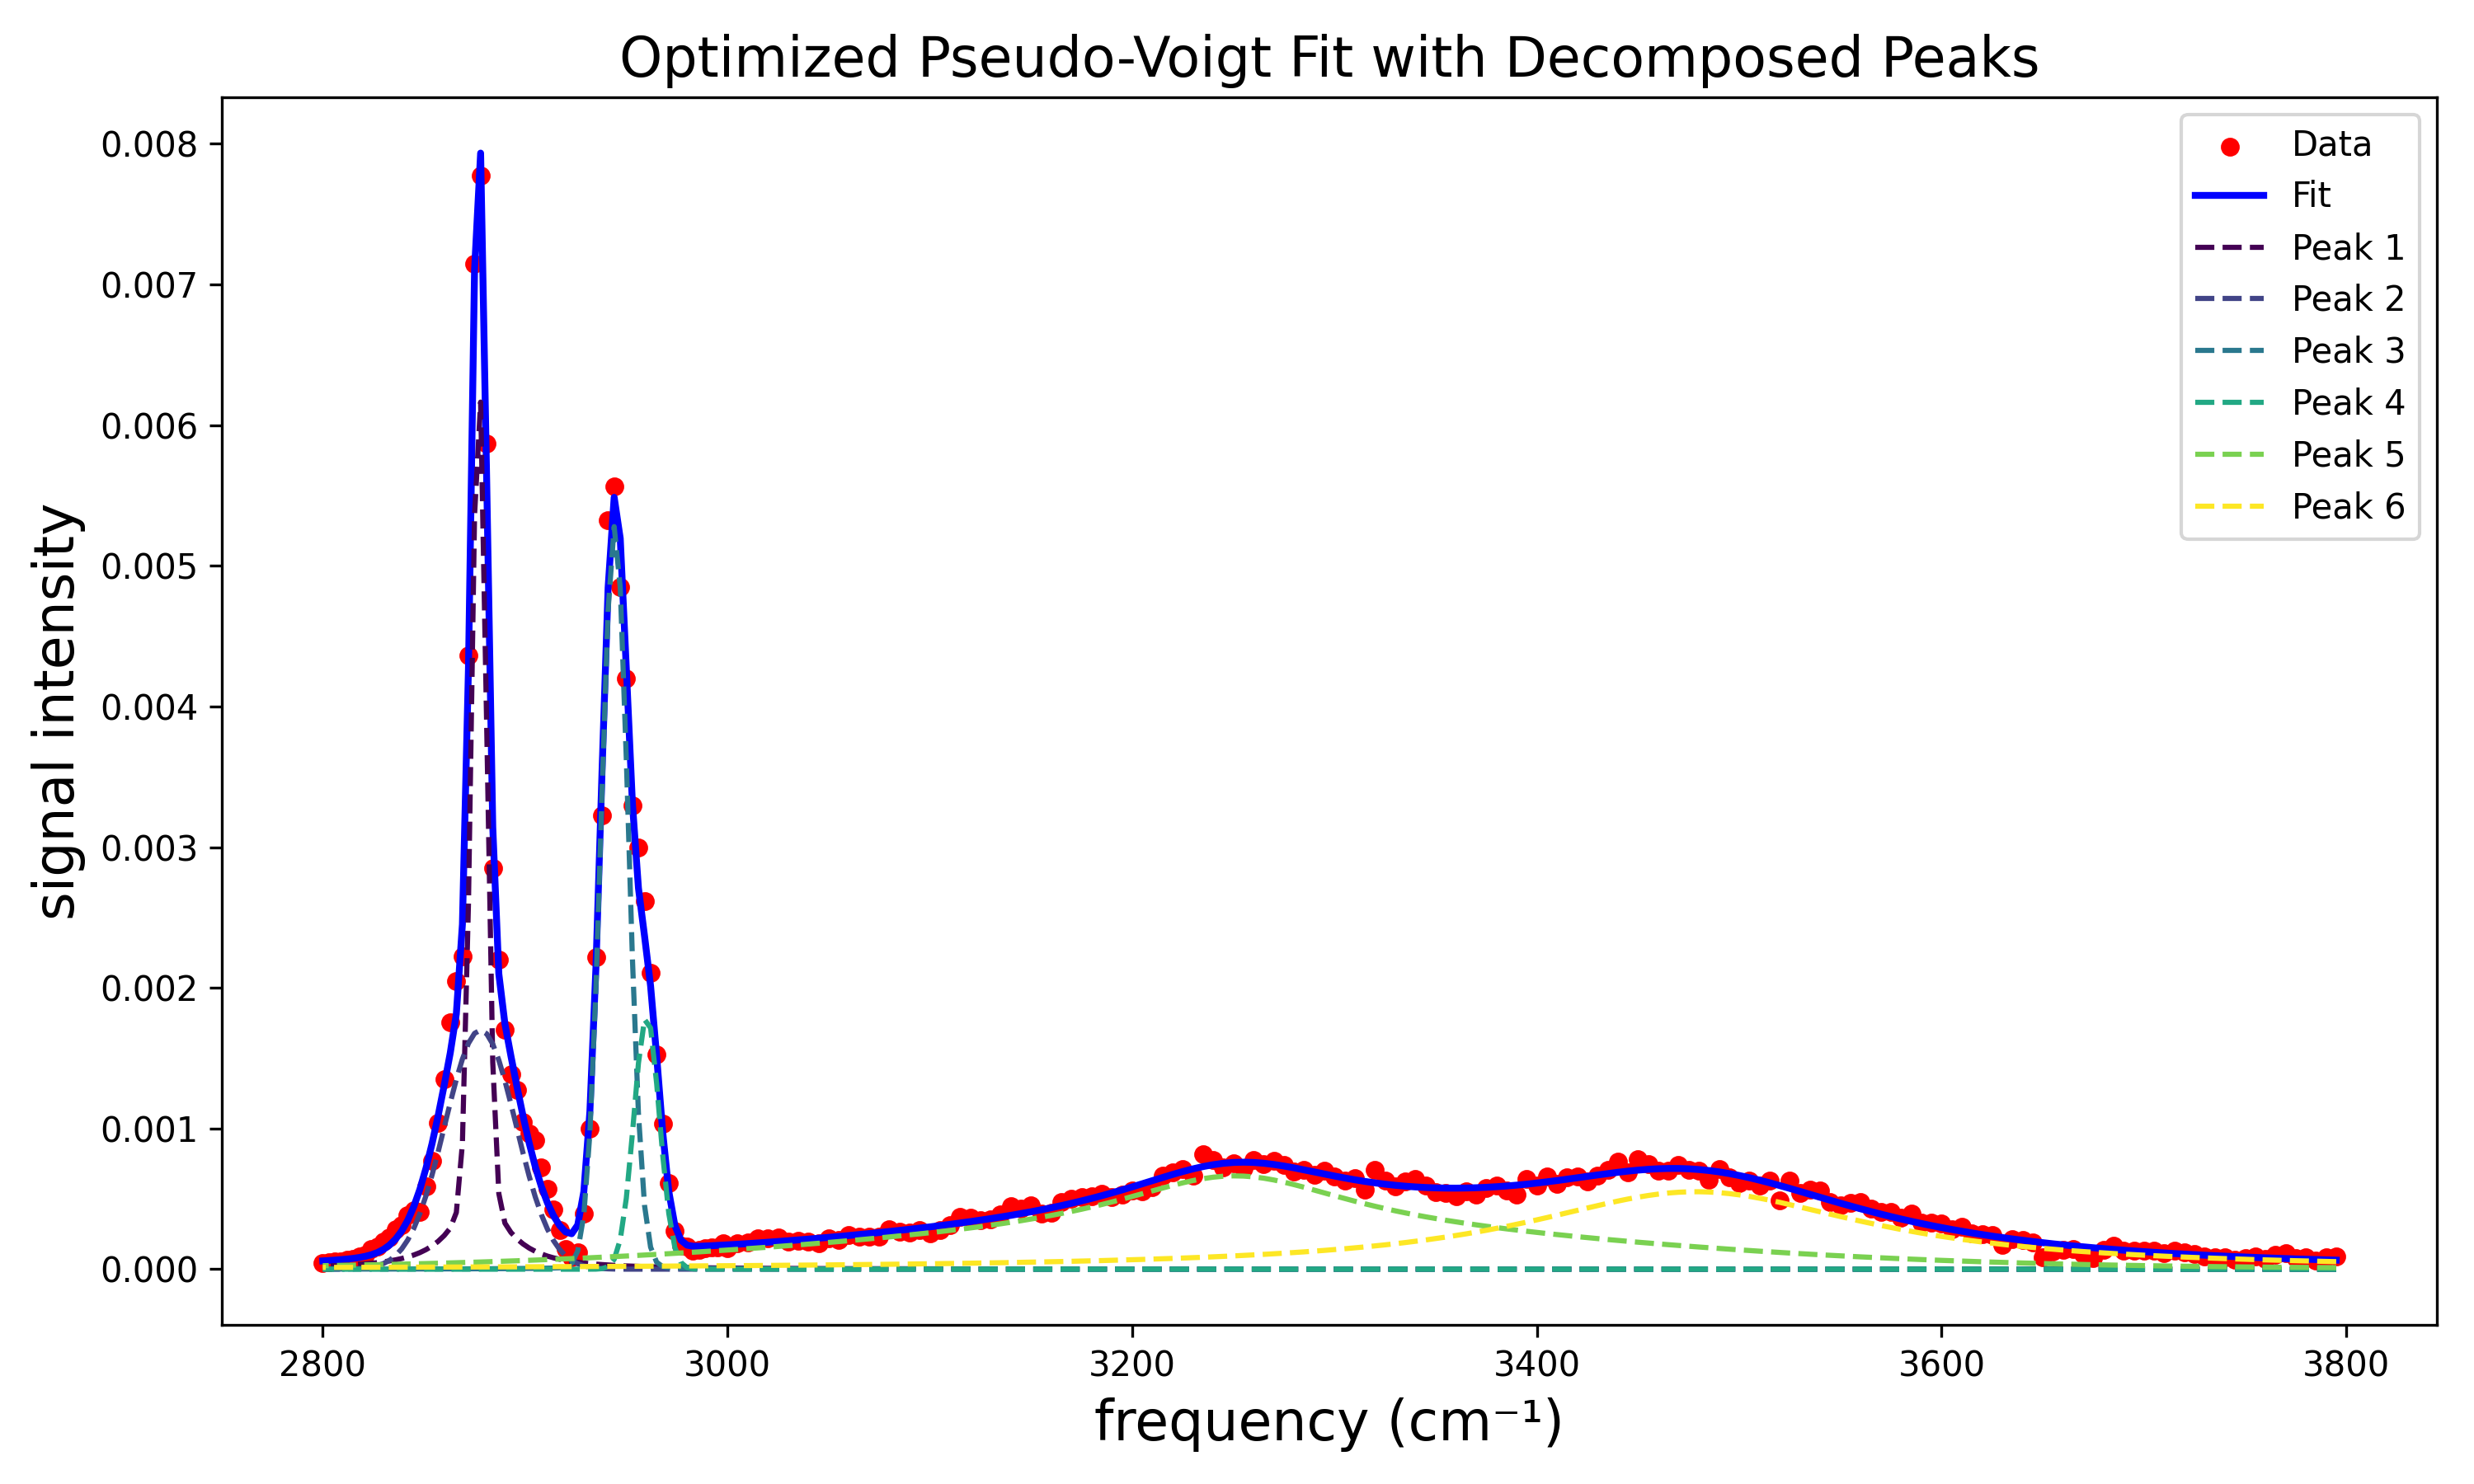 Optimized Pseudo-Voigt Fit with Decomposed Peaks
signal intensity
0.008
0.007
0.006
0.005
0.004
0.003
0.002
0.001
0.000
2800
3000
3200
3400
3600
3800
frequency (cm⁻¹)
Data
Fit
Peak 1
Peak 2
Peak 3
Peak 4
Peak 5
Peak 6